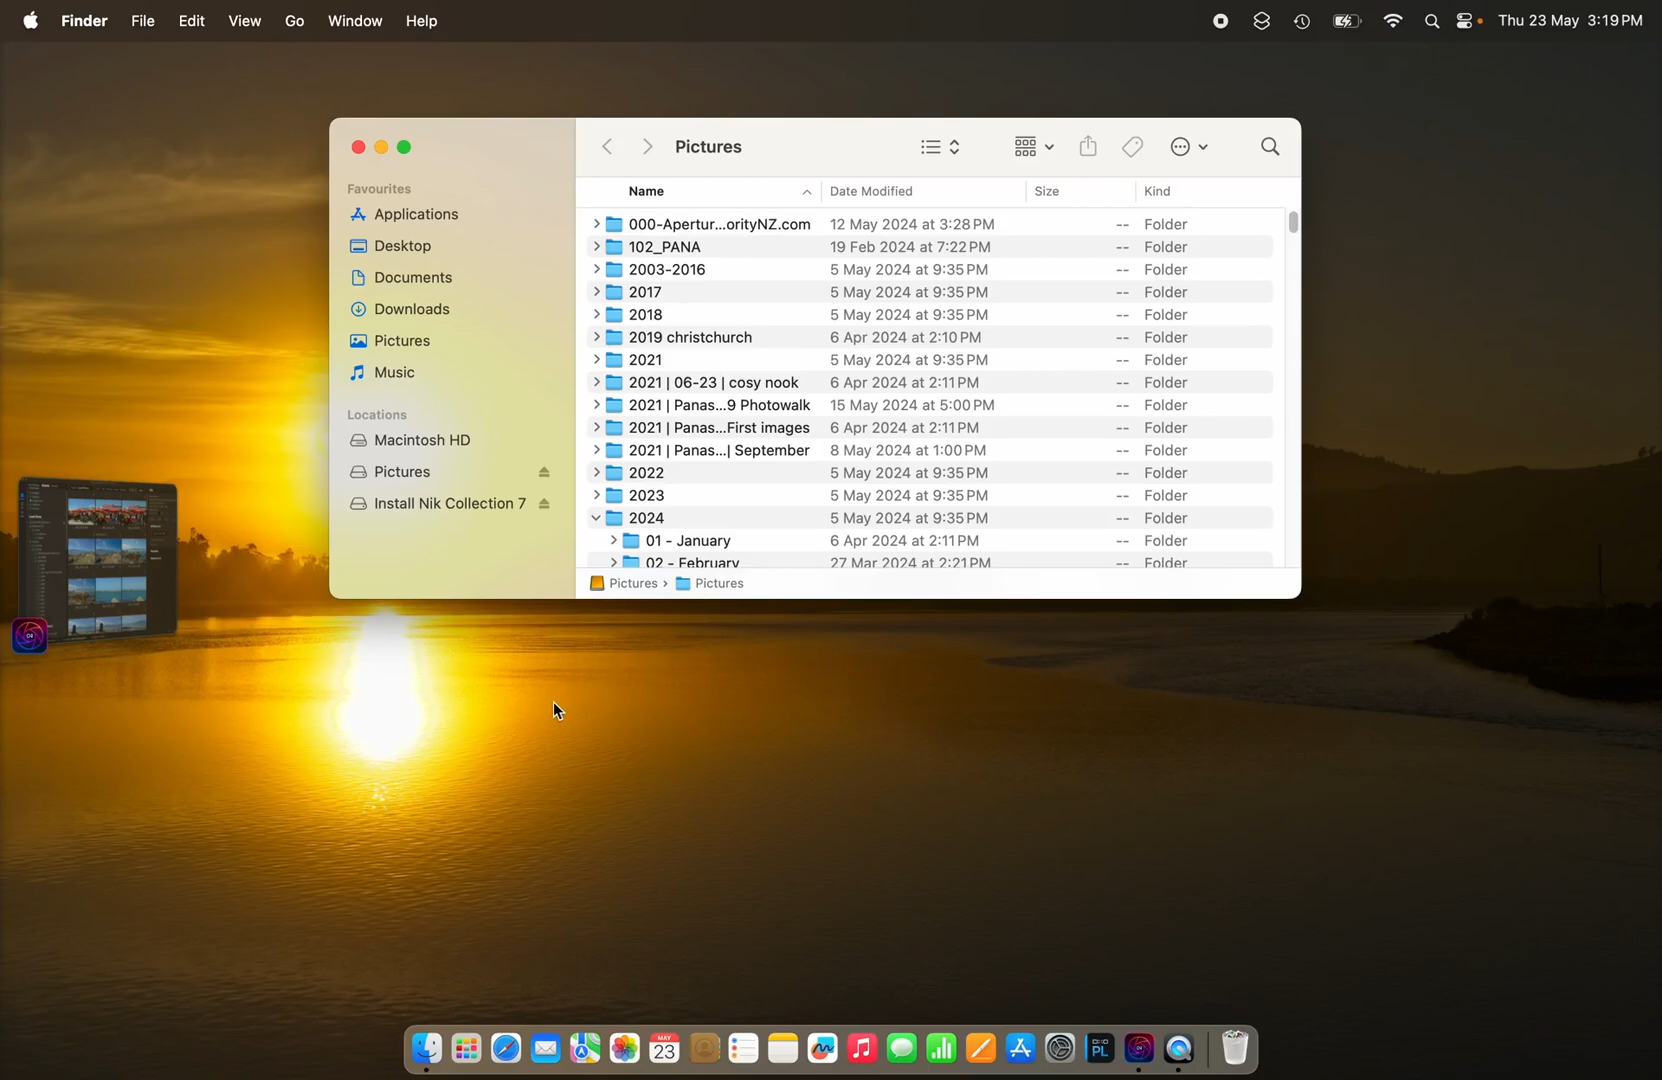 Finder File Edit View Go Window Help Thu 23 May 3:19 PM
Pictures
Favourites
Applications
Desktop
Documents
Downloads
Pictures
Music
Locations
Macintosh HD
Pictures
Install Nik Collection 7
Name Date Modified Size Kind
000-Apertur...orityNZ.com 12 May 2024 at 3:28 PM -- Folder
102_PANA 19 Feb 2024 at 7:22 PM -- Folder
2003-2016 5 May 2024 at 9:35 PM -- Folder
2017 5 May 2024 at 9:35 PM -- Folder
2018 5 May 2024 at 9:35 PM -- Folder
2019 christchurch 6 Apr 2024 at 2:10 PM -- Folder
2021 5 May 2024 at 9:35 PM -- Folder
2021 | 06-23 | cosy nook 6 Apr 2024 at 2:11 PM -- Folder
2021 | Panas...9 Photowalk 15 May 2024 at 5:00 PM -- Folder
2021 | Panas...First images 6 Apr 2024 at 2:11 PM -- Folder
2021 | Panas...| September 8 May 2024 at 1:00 PM -- Folder
2022 5 May 2024 at 9:35 PM -- Folder
2023 5 May 2024 at 9:35 PM -- Folder
2024 5 May 2024 at 9:35 PM -- Folder
01 - January 6 Apr 2024 at 2:11 PM -- Folder
02 - February 27 Mar 2024 at 2:21 PM -- Folder
Pictures › Pictures
MAY
23
DXO
PL